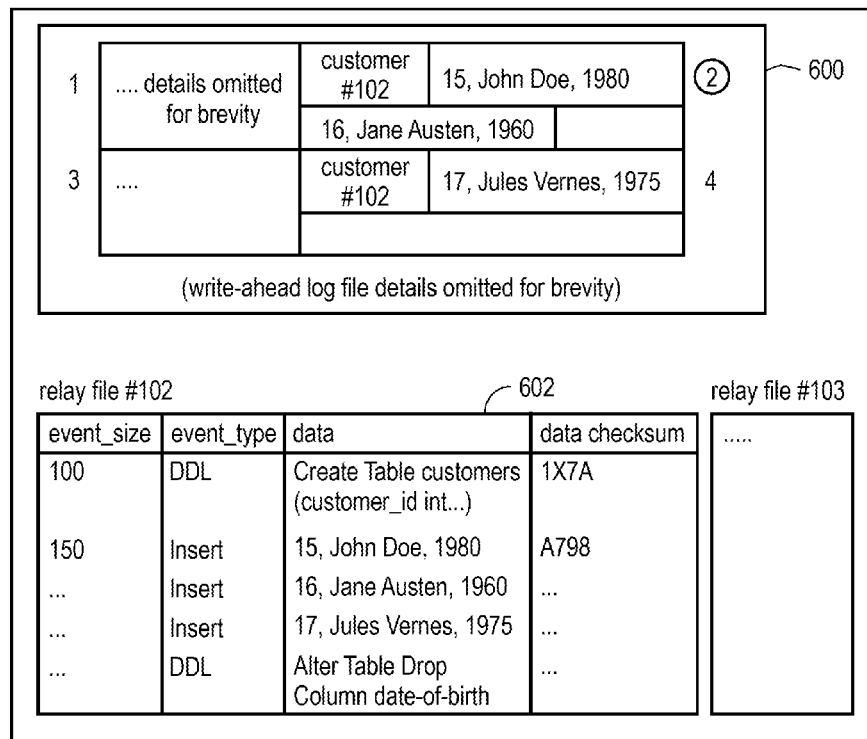 1
.... details omitted
for brevity
customer
#102
15, John Doe, 1980
2
600
16, Jane Austen, 1960
3
....
customer
#102
17, Jules Vernes, 1975
4
(write-ahead log file details omitted for brevity)
relay file #102
602
relay file #103
event_size event_type data data checksum
.....
100 DDL Create Table customers 1X7A
(customer_id int...)
150 Insert 15, John Doe, 1980 A798
... Insert 16, Jane Austen, 1960 ...
... Insert 17, Jules Vernes, 1975 ...
... DDL Alter Table Drop ...
Column date-of-birth